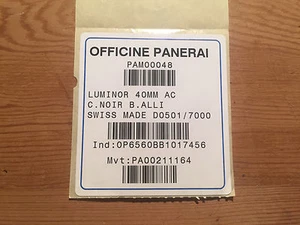 OFFICINE PANERAI
PAM00048
LUMINOR 40MM AC
C.NOIR B.ALLI
SWISS MADE D0501/7000
Ind:OP6560BB1017456
Mvt:PA00211164